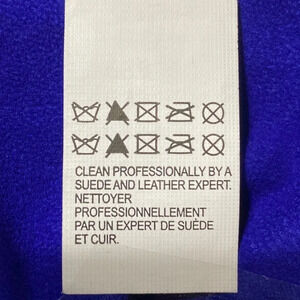 CLEAN PROFESSIONALLY BY A
SUEDE AND LEATHER EXPERT.
NETTOYER
PROFESSIONNELLEMENT
PAR UN EXPERT DE SUÈDE
ET CUIR.